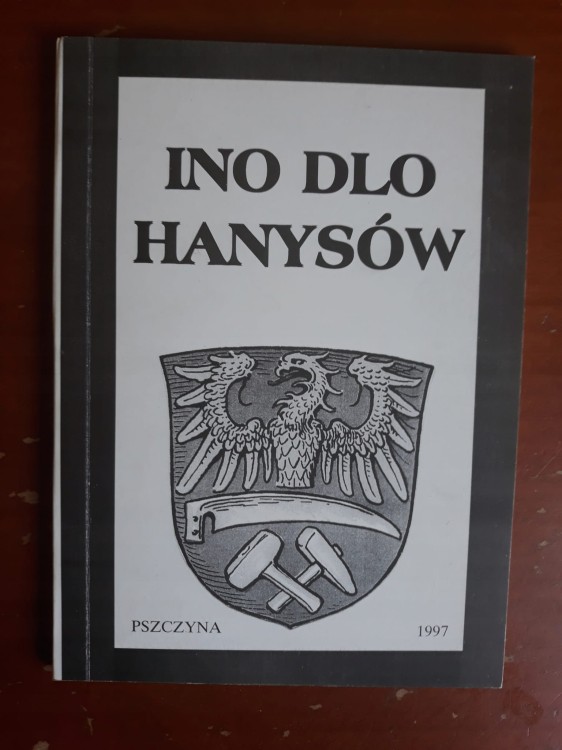 INO DLO
HANYSÓW
PSZCZYNA
1997